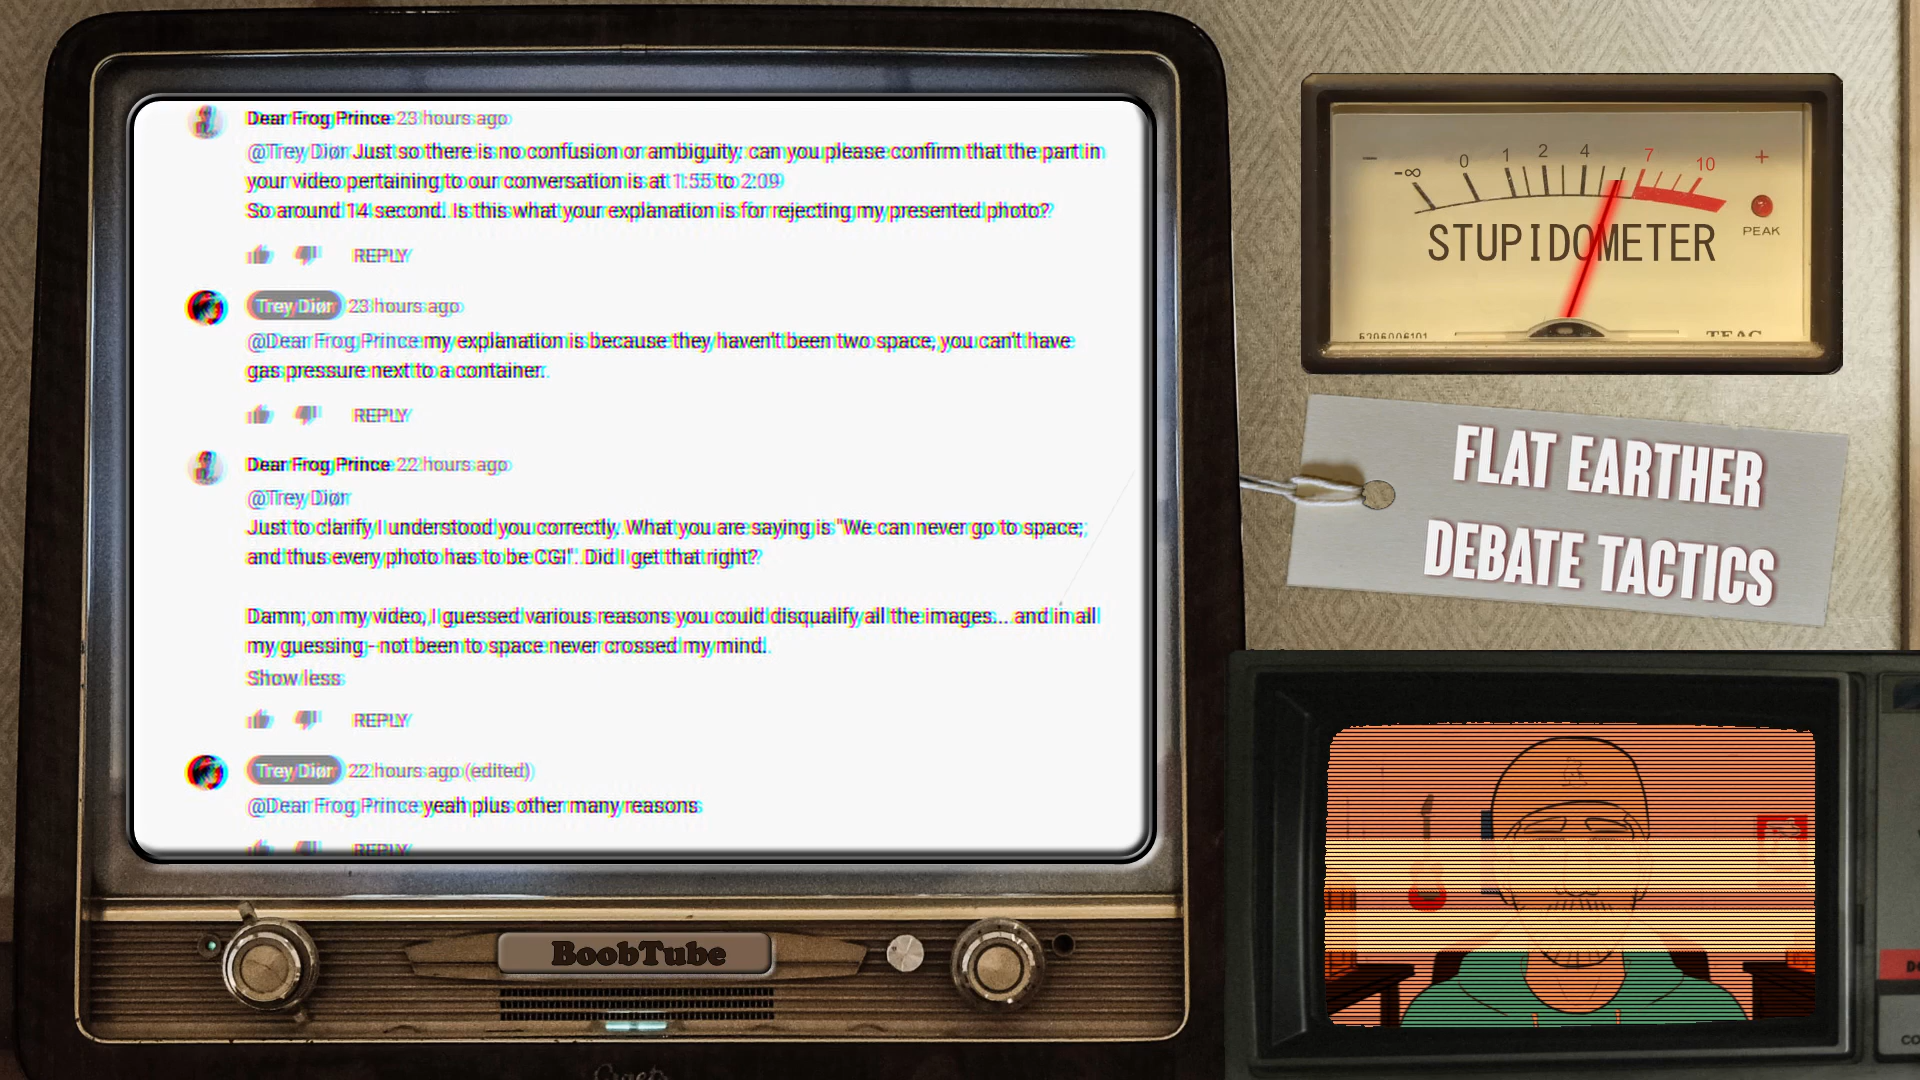 Dear Frog Prince 23 hours ago
@Trey Diør Just so there is no confusion or ambiguity: can you please confirm that the part in
your video pertaining to our conversation is at 1:55 to 2:09
So around 14 second. Is this what your explanation is for rejecting my presented photo?
REPLY
Trey Diør 23 hours ago
@Dear Frog Prince my explanation is because they haven't been two space, you can't have
gas pressure next to a container.
REPLY
Dear Frog Prince 22 hours ago
@Trey Diør
Just to clarify I understood you correctly. What you are saying is "We can never go to space;
and thus every photo has to be CGI". Did I get that right?
Damn; on my video, I guessed various reasons you could disqualify all the images... and in all
my guessing - not been to space never crossed my mind.
Show less
REPLY
Trey Diør 22 hours ago (edited)
@Dear Frog Prince yeah plus other many reasons
REPLY
BoobTube
- -∞ 0 1 2 4 7 10 +
PEAK
STUPIDOMETER
5306006101 TEAC
FLAT EARTHER
DEBATE TACTICS